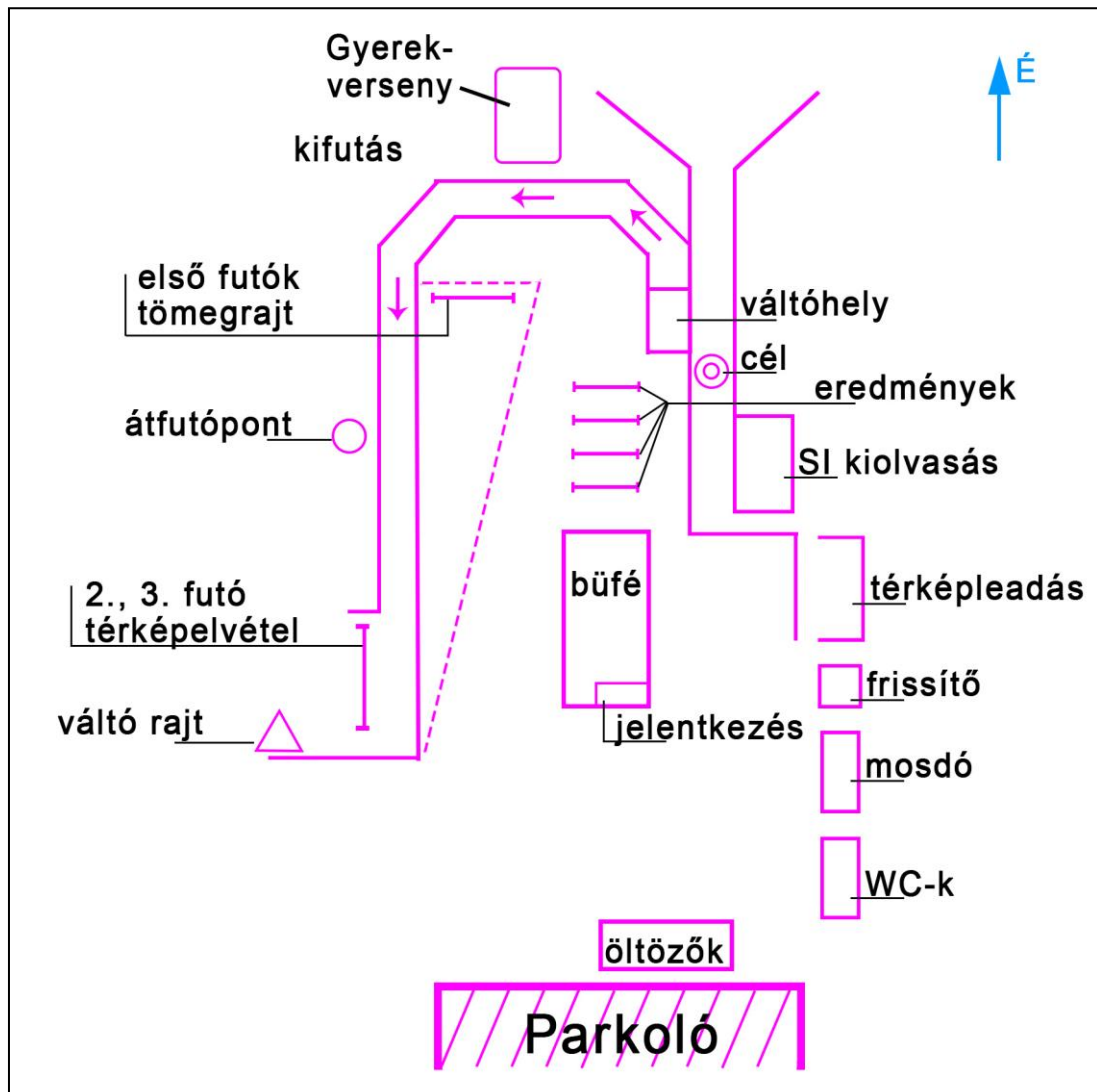 Gyerek-
verseny
É
kifutás
első futók
tömegrajt
váltóhely
cél
eredmények
átfutópont
SI kiolvasás
büfé
2., 3. futó
térképelvétel
térképleadás
frissítő
váltó rajt
jelentkezés
mosdó
WC-k
öltözők
Parkoló